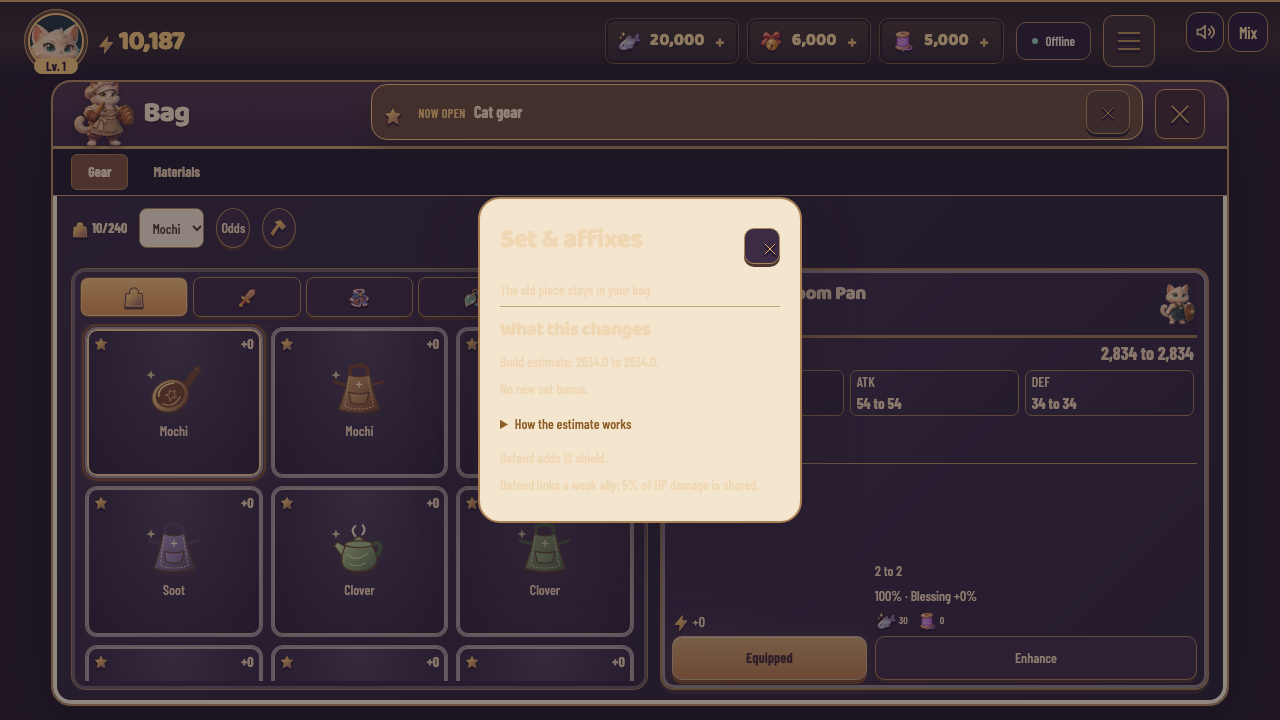 10,187
Lv. 1
20,000 +
6,000 +
5,000 +
Offline
Mix
Bag
NOW OPEN Cat gear
Gear
Materials
10/240
Mochi
Odds
Set & affixes
The old piece stays in your bag.
What this changes
Build estimate: 2834.0 to 2834.0.
No new set bonus.
How the estimate works
Defend adds 12 shield.
Defend links a weak ally; 5% of HP damage is shared.
+0
Mochi
+0
Mochi
+0
Soot
+0
Clover
Clover
+0
+0
+0
Pan
2,834 to 2,834
ATK
54 to 54
DEF
34 to 34
2 to 2
100% · Blessing +0%
30
0
+0
Equipped
Enhance